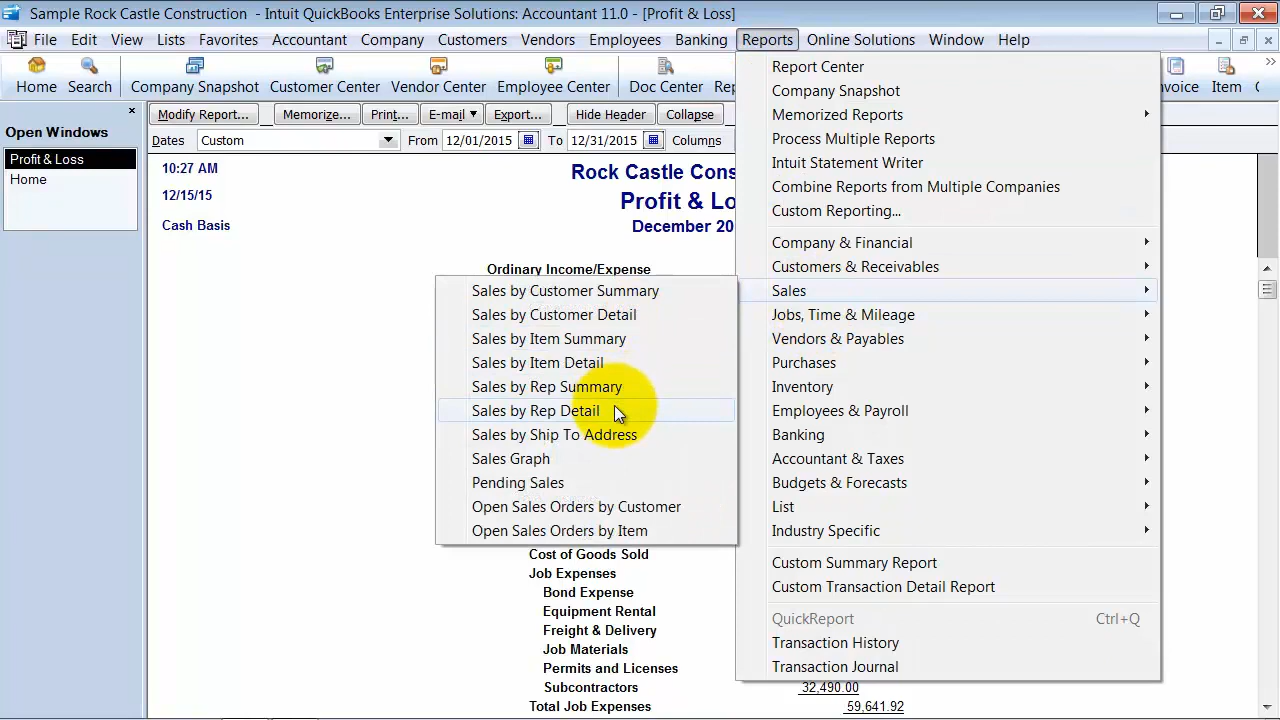 Sample Rock Castle Construction - Intuit QuickBooks Enterprise Solutions: Accountant 11.0 - [Profit & Loss]
File Edit View Lists Favorites Accountant Company Customers Vendors Employees Banking Reports Online Solutions Window Help
Home Search Company Snapshot Customer Center Vendor Center Employee Center Doc Center Rep
voice Item
Open Windows
Profit & Loss
Home
Modify Report... Memorize... Print... E-mail Export... Hide Header Collapse
Dates Custom From 12/01/2015 To 12/31/2015 Columns
10:27 AM
12/15/15
Cash Basis
Rock Castle Cons
Profit & Lo
December 20
Ordinary Income/Expense
Cost of Goods Sold
Job Expenses
Bond Expense
Equipment Rental
Freight & Delivery
Job Materials
Permits and Licenses
Subcontractors 32,490.00
Total Job Expenses 59,641.92
Sales by Customer Summary
Sales by Customer Detail
Sales by Item Summary
Sales by Item Detail
Sales by Rep Summary
Sales by Rep Detail
Sales by Ship To Address
Sales Graph
Pending Sales
Open Sales Orders by Customer
Open Sales Orders by Item
Report Center
Company Snapshot
Memorized Reports
Process Multiple Reports
Intuit Statement Writer
Combine Reports from Multiple Companies
Custom Reporting...
Company & Financial
Customers & Receivables
Sales
Jobs, Time & Mileage
Vendors & Payables
Purchases
Inventory
Employees & Payroll
Banking
Accountant & Taxes
Budgets & Forecasts
List
Industry Specific
Custom Summary Report
Custom Transaction Detail Report
QuickReport Ctrl+Q
Transaction History
Transaction Journal